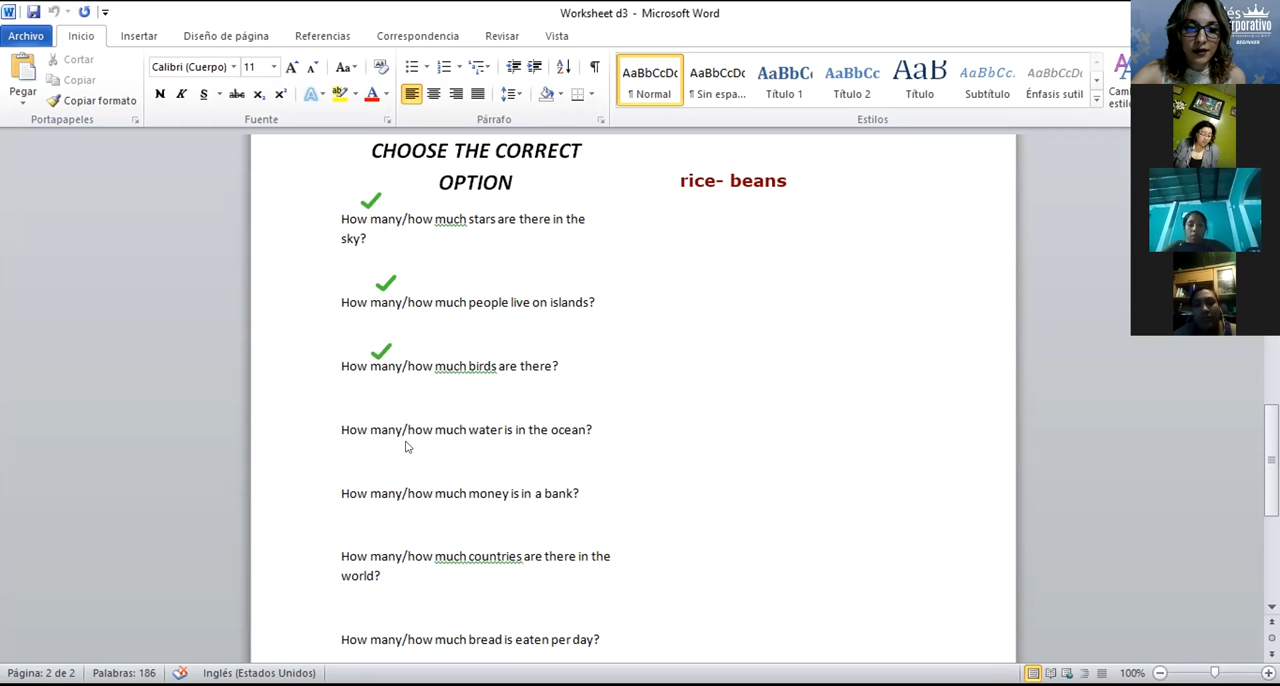 Worksheet d3 - Microsoft Word
Archivo Inicio Insertar Diseño de página Referencias Correspondencia Revisar Vista
Cortar
Copiar
Copiar formato
Pegar
Portapapeles
Calibri (Cuerpo) 11
Fuente
Párrafo
AaBbCcDc AaBbCcDc AaBbC AaBbCc AaB AaBbCc. AaBbCcDc
¶ Normal ¶ Sin espa... Título 1 Título 2 Título Subtítulo Énfasis sutil
Estilos
és
rporativo
BEGINNER
CHOOSE THE CORRECT
OPTION
rice- beans
How many/how much stars are there in the
sky?
How many/how much people live on islands?
How many/how much birds are there?
How many/how much water is in the ocean?
How many/how much money is in a bank?
How many/how much countries are there in the
world?
How many/how much bread is eaten per day?
Página: 2 de 2 Palabras: 186 Inglés (Estados Unidos) 100%